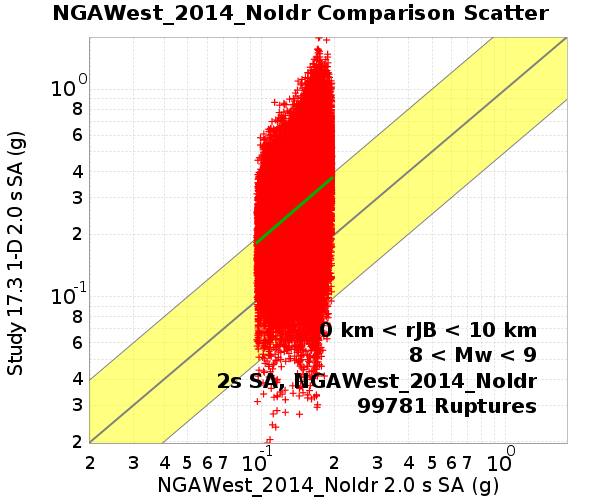 NGAWest_2014_NoIdr Comparison Scatter
Study 17.3 1-D 2.0 s SA (g)
10^0
8
6
4
3
2
10^-1
8
6
4
3
2
0 km < rJB < 10 km
8 < Mw < 9
2s SA, NGAWest_2014_NoIdr
99781 Ruptures
2 3 4 5 6 7 10^-1 2 3 4 5 6 7 10^0
NGAWest_2014_NoIdr 2.0 s SA (g)